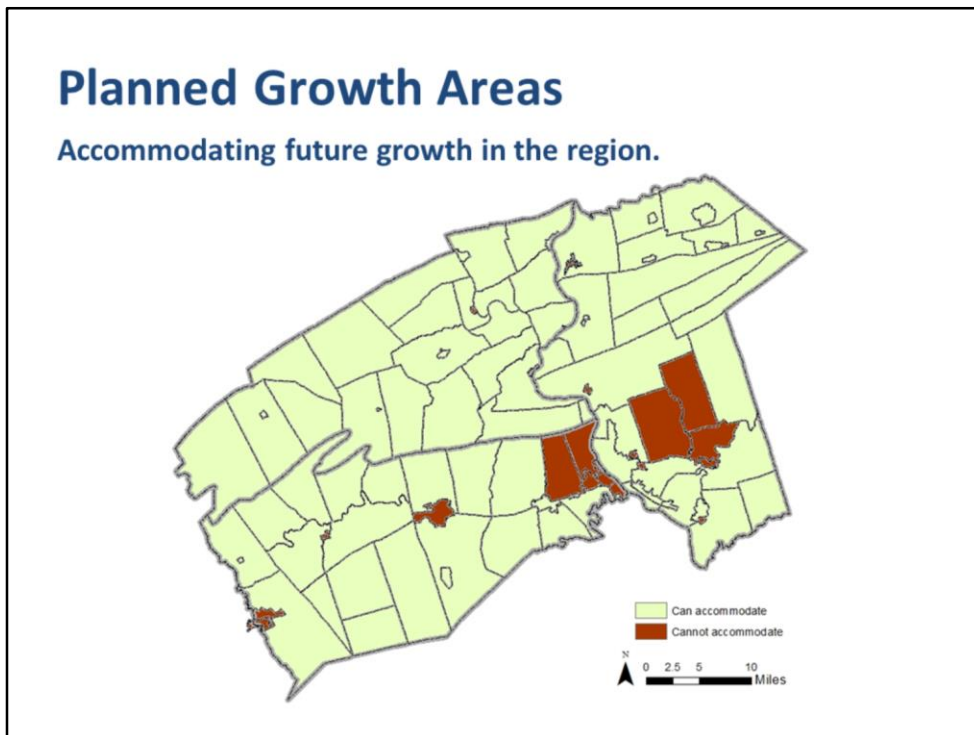 Planned Growth Areas
Accommodating future growth in the region.
Can accommodate
Cannot accommodate
N
0 2.5 5 10
Miles